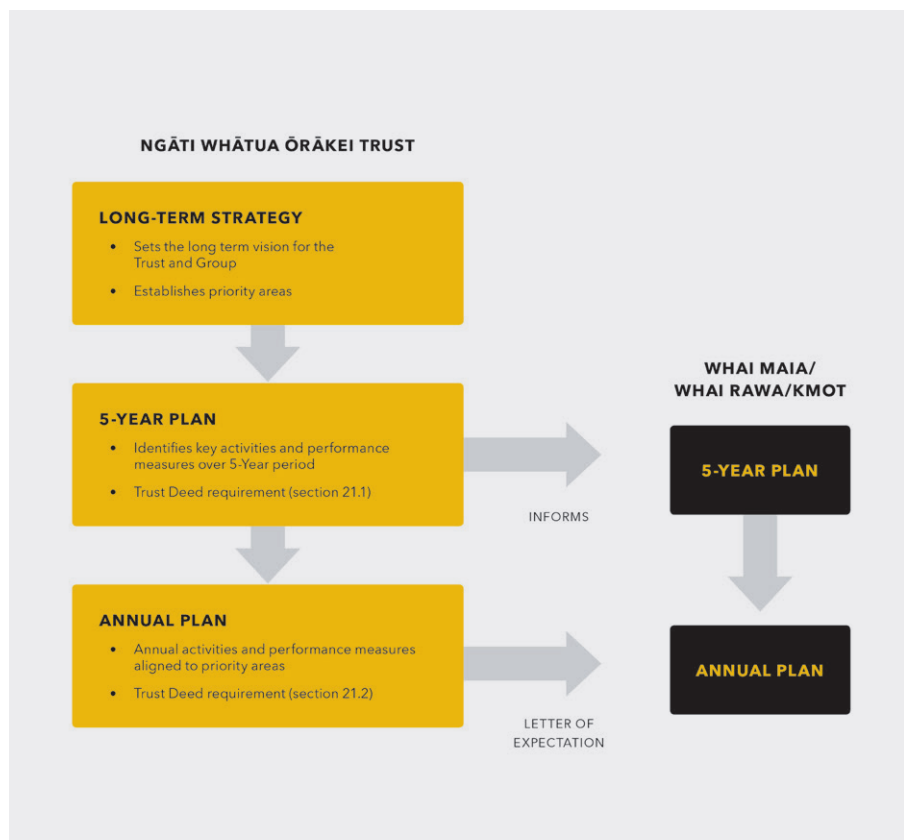 NGĀTI WHĀTUA ŌRĀKEI TRUST
LONG-TERM STRATEGY
• Sets the long term vision for the
Trust and Group
• Establishes priority areas
5-YEAR PLAN
• Identifies key activities and performance
measures over 5-Year period
• Trust Deed requirement (section 21.1)
INFORMS
ANNUAL PLAN
• Annual activities and performance measures
aligned to priority areas
• Trust Deed requirement (section 21.2)
LETTER OF
EXPECTATION
WHAI MAIA/
WHAI RAWA/KMOT
5-YEAR PLAN
ANNUAL PLAN